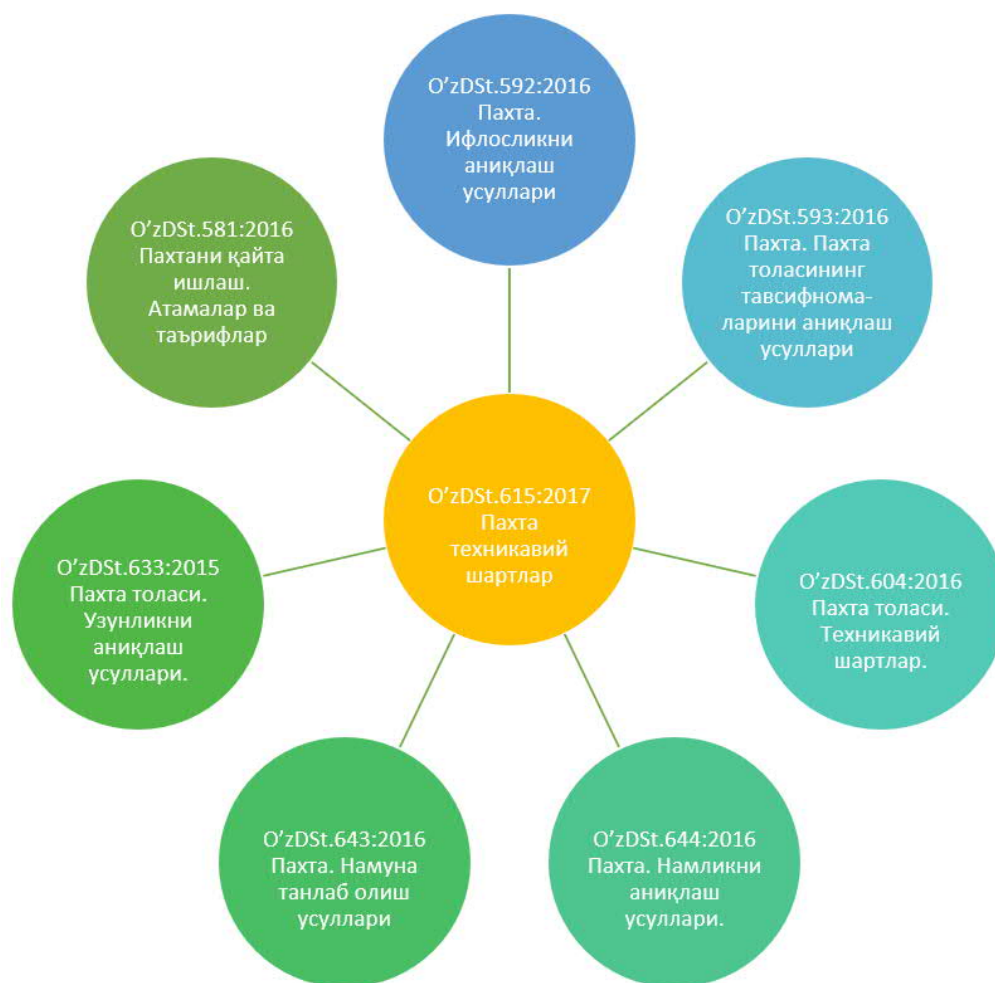 O’zDSt.592:2016
Пахта.
Ифлосликни
аниқлаш
усуллари
O’zDSt.593:2016
Пахта. Пахта
толасининг
тавсифнома-
ларини аниқлаш
усуллари
O’zDSt.604:2016
Пахта толаси.
Техникавий
шартлар.
O’zDSt.644:2016
Пахта. Намликни
аниқлаш
усуллари.
O’zDSt.643:2016
Пахта. Намуна
танлаб олиш
усуллари
O’zDSt.633:2015
Пахта толаси.
Узунликни
аниқлаш
усуллари.
O’zDSt.581:2016
Пахтани қайта
ишлаш.
Атамалар ва
таърифлар
O’zDSt.615:2017
Пахта
техникавий
шартлар